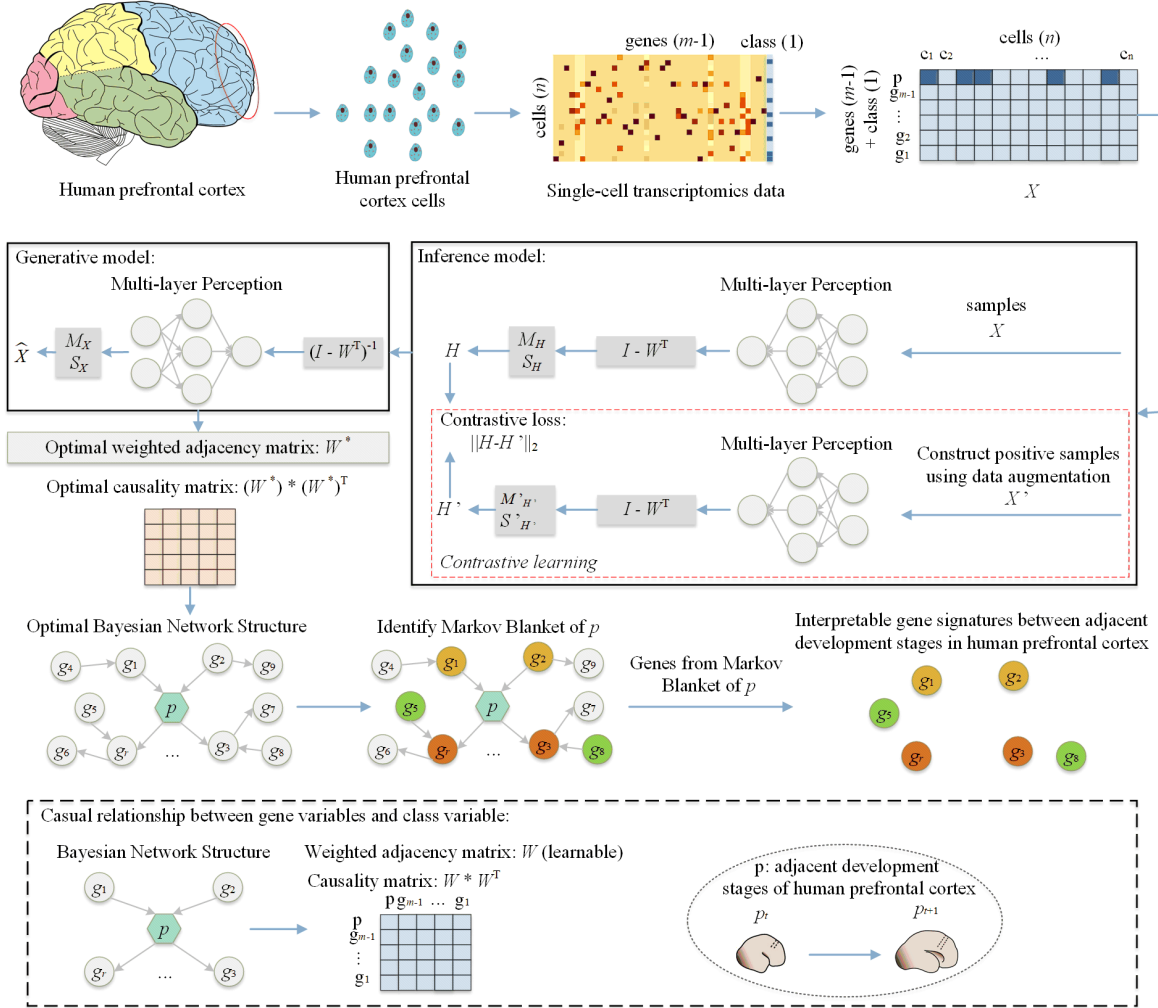 Human prefrontal cortex
Human prefrontal
cortex cells
genes (m-1)
class (1)
cells (n)
Single-cell transcriptomics data
cells (n)
c1 c2 ... cn
genes (m-1)
+ class (1)
p
gm-1
⋮
g2
g1
X
Generative model:
Multi-layer Perception
X̂
MX
SX
(I - W^T)^-1
Inference model:
Multi-layer Perception
samples
X
H
MH
SH
I - W^T
Contrastive loss:
||H-H'||2
Multi-layer Perception
Construct positive samples
using data augmentation
X'
H'
M'H'
S'H'
I - W^T
Contrastive learning
Optimal weighted adjacency matrix: W*
Optimal causality matrix: (W*) * (W*)^T
Optimal Bayesian Network Structure
g4 g1 g2 g9
g5 p g7
g6 gr ... g3 g8
Identify Markov Blanket of p
g4 g1 g2 g9
g5 p g7
g6 gr ... g3 g8
Genes from Markov
Blanket of p
Interpretable gene signatures between adjacent
development stages in human prefrontal cortex
g1 g2
g5
gr g3 g8
Casual relationship between gene variables and class variable:
Bayesian Network Structure
g1 g2
p
gr ... g3
Weighted adjacency matrix: W (learnable)
Causality matrix: W * W^T
p gm-1 ... g1
p
gm-1
⋮
g1
p: adjacent development
stages of human prefrontal cortex
pt
pt+1